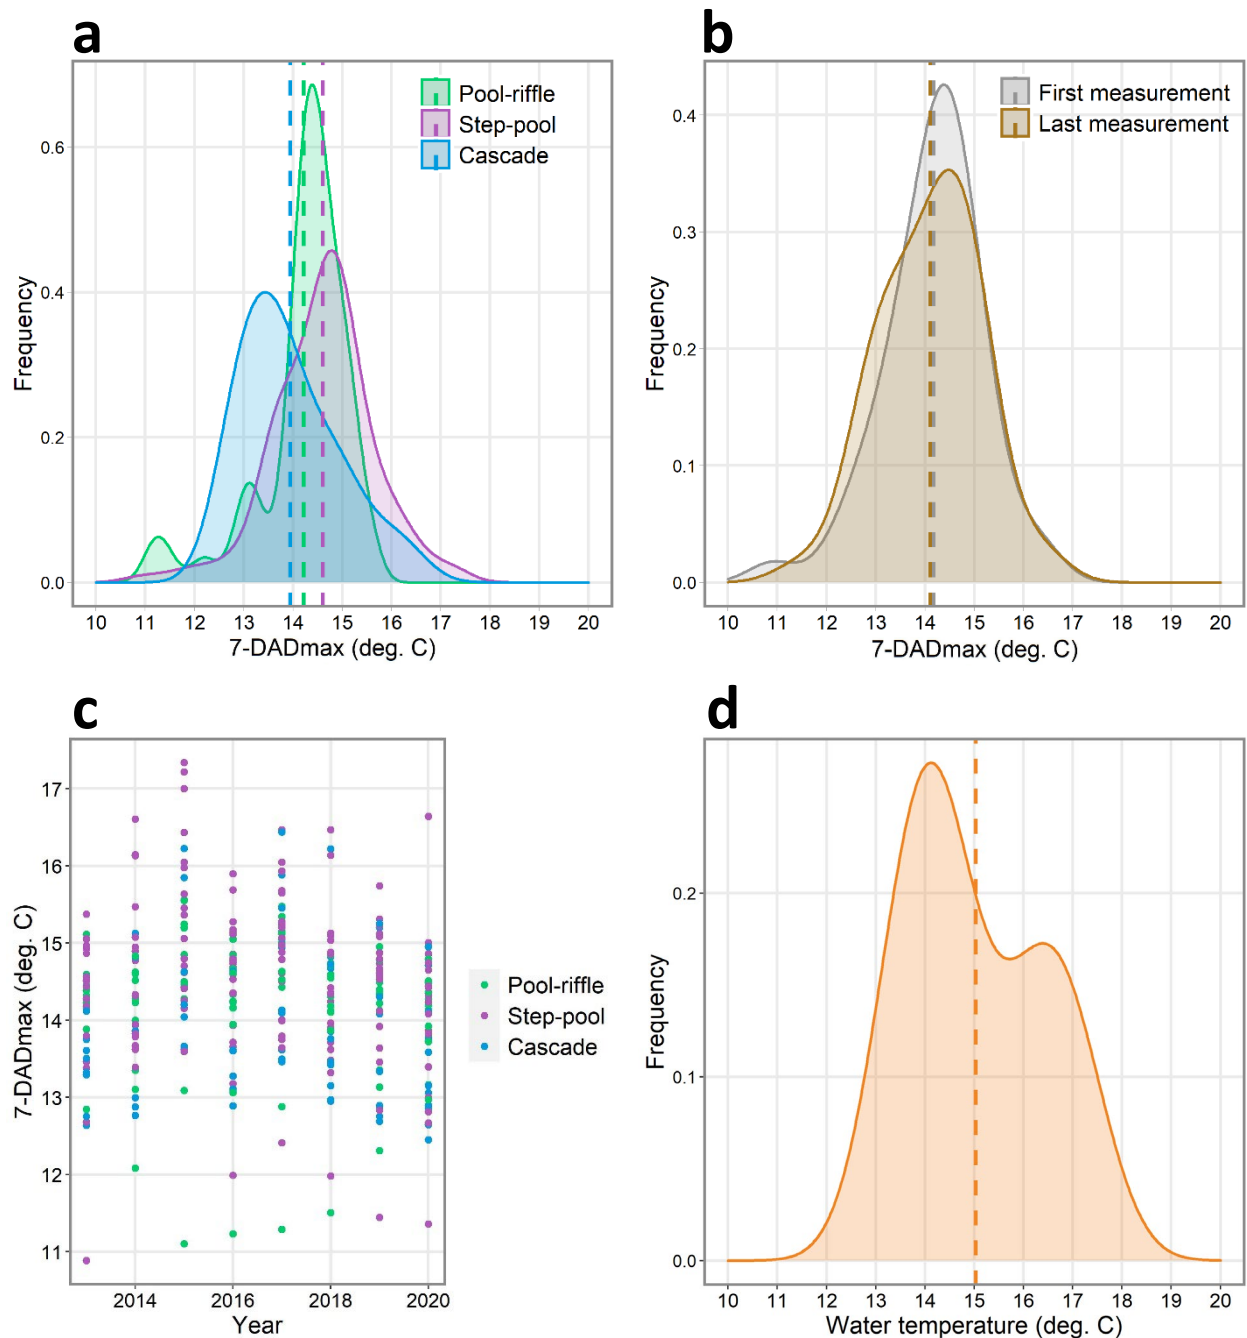 a
Pool-riffle
Step-pool
Cascade
0.6
0.4
0.2
0.0
Frequency
10 11 12 13 14 15 16 17 18 19 20
7-DADmax (deg. C)
b
First measurement
Last measurement
0.4
0.3
0.2
0.1
0.0
Frequency
10 11 12 13 14 15 16 17 18 19 20
7-DADmax (deg. C)
c
17
16
15
14
13
12
11
7-DADmax (deg. C)
2014 2016 2018 2020
Year
Pool-riffle
Step-pool
Cascade
d
0.2
0.1
0.0
Frequency
10 11 12 13 14 15 16 17 18 19 20
Water temperature (deg. C)